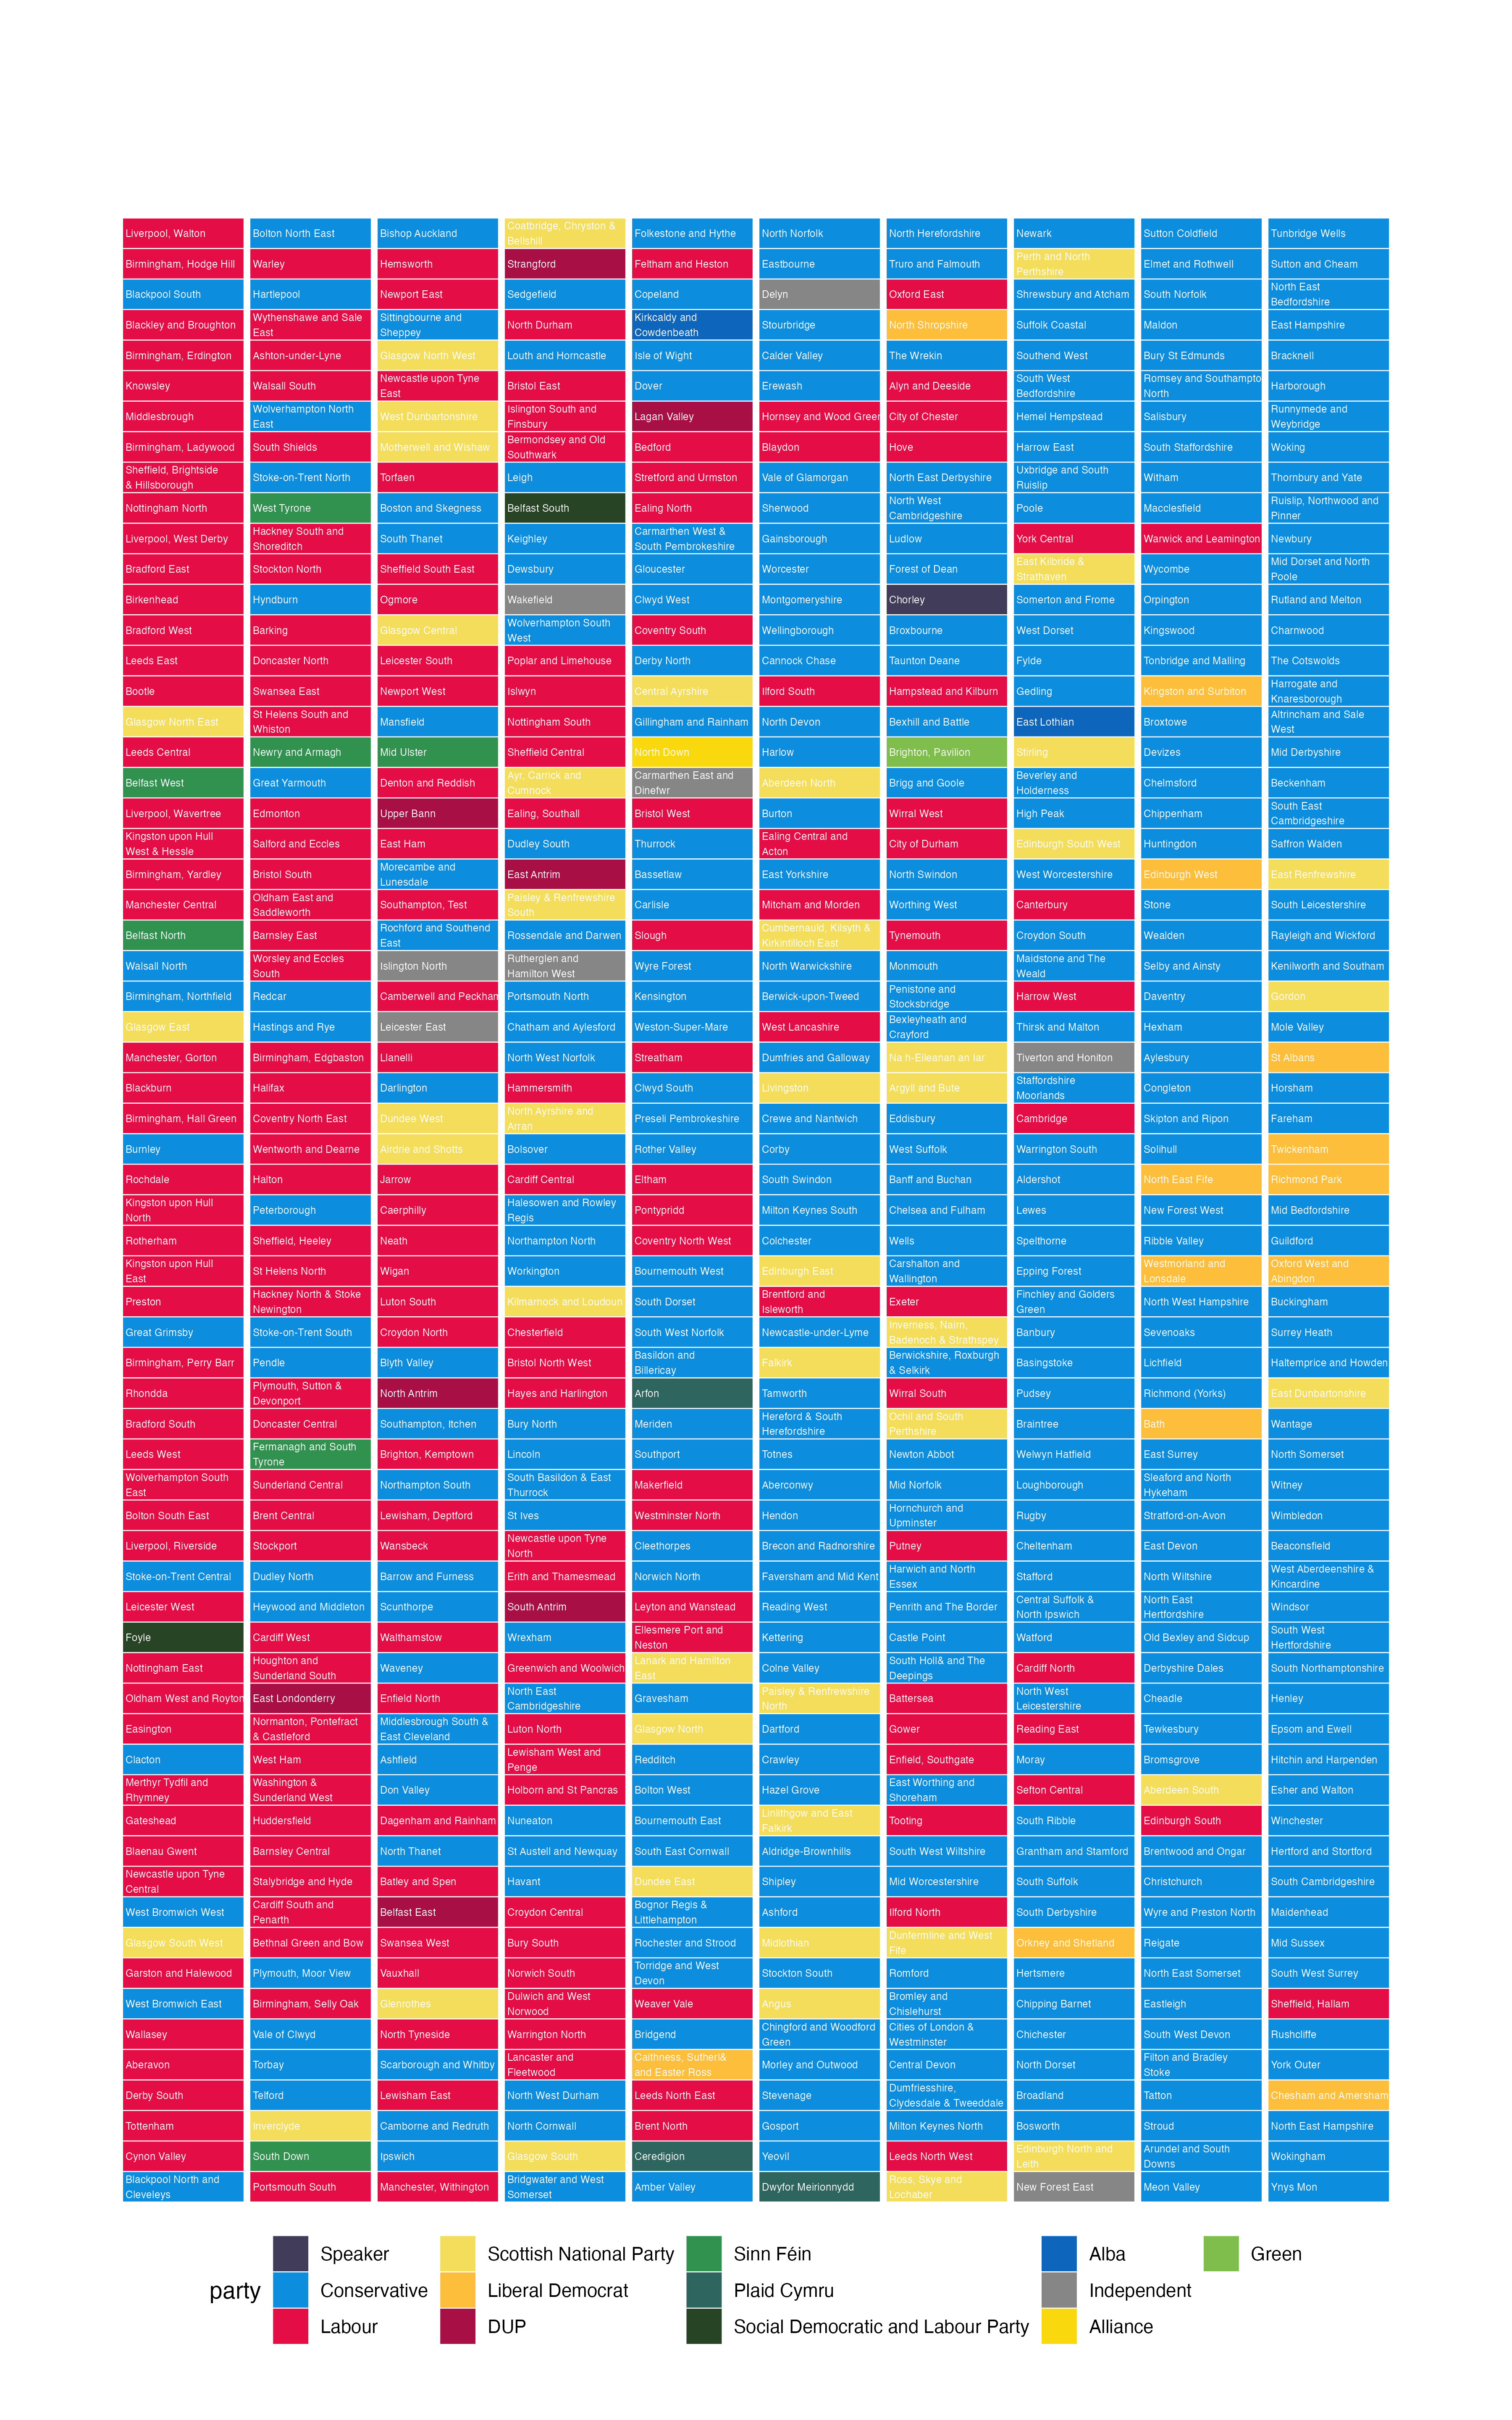 Liverpool, Walton
Birmingham, Hodge Hill
Blackpool South
Blackley and Broughton
Birmingham, Erdington
Knowsley
Middlesbrough
Birmingham, Ladywood
Sheffield, Brightside
& Hillsborough
Nottingham North
Liverpool, West Derby
Bradford East
Birkenhead
Bradford West
Leeds East
Bootle
Glasgow North East
Leeds Central
Belfast West
Liverpool, Wavertree
Kingston upon Hull
West & Hessle
Birmingham, Yardley
Manchester Central
Belfast North
Walsall North
Birmingham, Northfield
Glasgow East
Manchester, Gorton
Blackburn
Birmingham, Hall Green
Burnley
Rochdale
Kingston upon Hull
North
Rotherham
Kingston upon Hull
East
Preston
Great Grimsby
Birmingham, Perry Barr
Rhondda
Bradford South
Leeds West
Wolverhampton South
East
Bolton South East
Liverpool, Riverside
Stoke-on-Trent Central
Leicester West
Foyle
Nottingham East
Oldham West and Royton
Easington
Clacton
Merthyr Tydfil and
Rhymney
Gateshead
Blaenau Gwent
Newcastle upon Tyne
Central
West Bromwich West
Glasgow South West
Garston and Halewood
West Bromwich East
Wallasey
Aberavon
Derby South
Tottenham
Cynon Valley
Blackpool North and
Cleveleys
Bolton North East
Warley
Hartlepool
Wythenshawe and Sale
East
Ashton-under-Lyne
Walsall South
Wolverhampton North
East
South Shields
Stoke-on-Trent North
West Tyrone
Hackney South and
Shoreditch
Stockton North
Hyndburn
Barking
Doncaster North
Swansea East
St Helens South and
Whiston
Newry and Armagh
Great Yarmouth
Edmonton
Salford and Eccles
Bristol South
Oldham East and
Saddleworth
Barnsley East
Worsley and Eccles
South
Redcar
Hastings and Rye
Birmingham, Edgbaston
Halifax
Coventry North East
Wentworth and Dearne
Halton
Peterborough
Sheffield, Heeley
St Helens North
Hackney North & Stoke
Newington
Stoke-on-Trent South
Pendle
Plymouth, Sutton &
Devonport
Doncaster Central
Fermanagh and South
Tyrone
Sunderland Central
Brent Central
Stockport
Dudley North
Heywood and Middleton
Cardiff West
Houghton and
Sunderland South
East Londonderry
Normanton, Pontefract
& Castleford
West Ham
Washington &
Sunderland West
Huddersfield
Barnsley Central
Stalybridge and Hyde
Cardiff South and
Penarth
Bethnal Green and Bow
Plymouth, Moor View
Birmingham, Selly Oak
Vale of Clwyd
Torbay
Telford
Inverclyde
South Down
Portsmouth South
Bishop Auckland
Hemsworth
Newport East
Sittingbourne and
Sheppey
Glasgow North West
Newcastle upon Tyne
East
West Dunbartonshire
Motherwell and Wishaw
Torfaen
Boston and Skegness
South Thanet
Sheffield South East
Ogmore
Glasgow Central
Leicester South
Newport West
Mansfield
Mid Ulster
Denton and Reddish
Upper Bann
East Ham
Morecambe and
Lunesdale
Southampton, Test
Rochford and Southend
East
Islington North
Camberwell and Peckham
Leicester East
Llanelli
Darlington
Dundee West
Airdrie and Shotts
Jarrow
Caerphilly
Neath
Wigan
Luton South
Croydon North
Blyth Valley
North Antrim
Southampton, Itchen
Brighton, Kemptown
Northampton South
Lewisham, Deptford
Wansbeck
Barrow and Furness
Scunthorpe
Walthamstow
Waveney
Enfield North
Middlesbrough South &
East Cleveland
Ashfield
Don Valley
Dagenham and Rainham
North Thanet
Batley and Spen
Belfast East
Swansea West
Vauxhall
Glenrothes
North Tyneside
Scarborough and Whitby
Lewisham East
Camborne and Redruth
Ipswich
Manchester, Withington
Coatbridge, Chryston &
Bellshill
Strangford
Sedgefield
North Durham
Louth and Horncastle
Bristol East
Islington South and
Finsbury
Bermondsey and Old
Southwark
Leigh
Belfast South
Keighley
Dewsbury
Wakefield
Wolverhampton South
West
Poplar and Limehouse
Islwyn
Nottingham South
Sheffield Central
Ayr, Carrick and
Cumnock
Ealing, Southall
Dudley South
East Antrim
Paisley & Renfrewshire
South
Rossendale and Darwen
Rutherglen and
Hamilton West
Portsmouth North
Chatham and Aylesford
North West Norfolk
Hammersmith
North Ayrshire and
Arran
Bolsover
Cardiff Central
Halesowen and Rowley
Regis
Northampton North
Workington
Kilmarnock and Loudoun
Chesterfield
Bristol North West
Hayes and Harlington
Bury North
Lincoln
South Basildon & East
Thurrock
St Ives
Newcastle upon Tyne
North
Erith and Thamesmead
South Antrim
Wrexham
Greenwich and Woolwich
North East
Cambridgeshire
Luton North
Lewisham West and
Penge
Holborn and St Pancras
Nuneaton
St Austell and Newquay
Havant
Croydon Central
Bury South
Norwich South
Dulwich and West
Norwood
Warrington North
Lancaster and
Fleetwood
North West Durham
North Cornwall
Glasgow South
Bridgwater and West
Somerset
Folkestone and Hythe
Feltham and Heston
Copeland
Kirkcaldy and
Cowdenbeath
Isle of Wight
Dover
Lagan Valley
Bedford
Stretford and Urmston
Ealing North
Carmarthen West &
South Pembrokeshire
Gloucester
Clwyd West
Coventry South
Derby North
Central Ayrshire
Gillingham and Rainham
North Down
Carmarthen East and
Dinefwr
Bristol West
Thurrock
Bassetlaw
Carlisle
Slough
Wyre Forest
Kensington
Weston-Super-Mare
Streatham
Clwyd South
Preseli Pembrokeshire
Rother Valley
Eltham
Pontypridd
Coventry North West
Bournemouth West
South Dorset
South West Norfolk
Basildon and
Billericay
Arfon
Meriden
Southport
Makerfield
Westminster North
Cleethorpes
Norwich North
Leyton and Wanstead
Ellesmere Port and
Neston
Lanark and Hamilton
East
Gravesham
Glasgow North
Redditch
Bolton West
Bournemouth East
South East Cornwall
Dundee East
Bognor Regis &
Littlehampton
Rochester and Strood
Torridge and West
Devon
Weaver Vale
Bridgend
Caithness, Sutherl&
and Easter Ross
Leeds North East
Brent North
Ceredigion
Amber Valley
North Norfolk
Eastbourne
Delyn
Stourbridge
Calder Valley
Erewash
Hornsey and Wood Green
Blaydon
Vale of Glamorgan
Sherwood
Gainsborough
Worcester
Montgomeryshire
Wellingborough
Cannock Chase
Ilford South
North Devon
Harlow
Aberdeen North
Burton
Ealing Central and
Acton
East Yorkshire
Mitcham and Morden
Cumbernauld, Kilsyth &
Kirkintilloch East
North Warwickshire
Berwick-upon-Tweed
West Lancashire
Dumfries and Galloway
Livingston
Crewe and Nantwich
Corby
South Swindon
Milton Keynes South
Colchester
Edinburgh East
Brentford and
Isleworth
Newcastle-under-Lyme
Falkirk
Tamworth
Hereford & South
Herefordshire
Totnes
Aberconwy
Hendon
Brecon and Radnorshire
Faversham and Mid Kent
Reading West
Kettering
Colne Valley
Paisley & Renfrewshire
North
Dartford
Crawley
Hazel Grove
Linlithgow and East
Falkirk
Aldridge-Brownhills
Shipley
Ashford
Midlothian
Stockton South
Angus
Chingford and Woodford
Green
Morley and Outwood
Stevenage
Gosport
Yeovil
Dwyfor Meirionnydd
North Herefordshire
Truro and Falmouth
Oxford East
North Shropshire
The Wrekin
Alyn and Deeside
City of Chester
Hove
North East Derbyshire
North West
Cambridgeshire
Ludlow
Forest of Dean
Chorley
Broxbourne
Taunton Deane
Hampstead and Kilburn
Bexhill and Battle
Brighton, Pavilion
Brigg and Goole
Wirral West
City of Durham
North Swindon
Worthing West
Tynemouth
Monmouth
Penistone and
Stocksbridge
Bexleyheath and
Crayford
Na h-Eileanan an Iar
Argyll and Bute
Eddisbury
West Suffolk
Banff and Buchan
Chelsea and Fulham
Wells
Carshalton and
Wallington
Exeter
Inverness, Nairn,
Badenoch & Strathspey
Berwickshire, Roxburgh
& Selkirk
Wirral South
Ochil and South
Perthshire
Newton Abbot
Mid Norfolk
Hornchurch and
Upminster
Putney
Harwich and North
Essex
Penrith and The Border
Castle Point
South Holl& and The
Deepings
Battersea
Gower
Enfield, Southgate
East Worthing and
Shoreham
Tooting
South West Wiltshire
Mid Worcestershire
Ilford North
Dunfermline and West
Fife
Romford
Bromley and
Chislehurst
Cities of London &
Westminster
Central Devon
Dumfriesshire,
Clydesdale & Tweeddale
Milton Keynes North
Leeds North West
Ross, Skye and
Lochaber
Newark
Perth and North
Perthshire
Shrewsbury and Atcham
Suffolk Coastal
Southend West
South West
Bedfordshire
Hemel Hempstead
Harrow East
Uxbridge and South
Ruislip
Poole
York Central
East Kilbride &
Strathaven
Somerton and Frome
West Dorset
Fylde
Gedling
East Lothian
Stirling
Beverley and
Holderness
High Peak
Edinburgh South West
West Worcestershire
Canterbury
Croydon South
Maidstone and The
Weald
Harrow West
Thirsk and Malton
Tiverton and Honiton
Staffordshire
Moorlands
Cambridge
Warrington South
Aldershot
Lewes
Spelthorne
Epping Forest
Finchley and Golders
Green
Banbury
Basingstoke
Pudsey
Braintree
Welwyn Hatfield
Loughborough
Rugby
Cheltenham
Stafford
Central Suffolk &
North Ipswich
Watford
Cardiff North
North West
Leicestershire
Reading East
Moray
Sefton Central
South Ribble
Grantham and Stamford
South Suffolk
South Derbyshire
Orkney and Shetland
Hertsmere
Chipping Barnet
Chichester
North Dorset
Broadland
Bosworth
Edinburgh North and
Leith
New Forest East
Sutton Coldfield
Elmet and Rothwell
South Norfolk
Maldon
Bury St Edmunds
Romsey and Southampto
North
Salisbury
South Staffordshire
Witham
Macclesfield
Warwick and Leamington
Wycombe
Orpington
Kingswood
Tonbridge and Malling
Kingston and Surbiton
Broxtowe
Devizes
Chelmsford
Chippenham
Huntingdon
Edinburgh West
Stone
Wealden
Selby and Ainsty
Daventry
Hexham
Aylesbury
Congleton
Skipton and Ripon
Solihull
North East Fife
New Forest West
Ribble Valley
Westmorland and
Lonsdale
North West Hampshire
Sevenoaks
Lichfield
Richmond (Yorks)
Bath
East Surrey
Sleaford and North
Hykeham
Stratford-on-Avon
East Devon
North Wiltshire
North East
Hertfordshire
Old Bexley and Sidcup
Derbyshire Dales
Cheadle
Tewkesbury
Bromsgrove
Aberdeen South
Edinburgh South
Brentwood and Ongar
Christchurch
Wyre and Preston North
Reigate
North East Somerset
Eastleigh
South West Devon
Filton and Bradley
Stoke
Tatton
Stroud
Arundel and South
Downs
Meon Valley
Tunbridge Wells
Sutton and Cheam
North East
Bedfordshire
East Hampshire
Bracknell
Harborough
Runnymede and
Weybridge
Woking
Thornbury and Yate
Ruislip, Northwood and
Pinner
Newbury
Mid Dorset and North
Poole
Rutland and Melton
Charnwood
The Cotswolds
Harrogate and
Knaresborough
Altrincham and Sale
West
Mid Derbyshire
Beckenham
South East
Cambridgeshire
Saffron Walden
East Renfrewshire
South Leicestershire
Rayleigh and Wickford
Kenilworth and Southam
Gordon
Mole Valley
St Albans
Horsham
Fareham
Twickenham
Richmond Park
Mid Bedfordshire
Guildford
Oxford West and
Abingdon
Buckingham
Surrey Heath
Haltemprice and Howden
East Dunbartonshire
Wantage
North Somerset
Witney
Wimbledon
Beaconsfield
West Aberdeenshire &
Kincardine
Windsor
South West
Hertfordshire
South Northamptonshire
Henley
Epsom and Ewell
Hitchin and Harpenden
Esher and Walton
Winchester
Hertford and Stortford
South Cambridgeshire
Maidenhead
Mid Sussex
South West Surrey
Sheffield, Hallam
Rushcliffe
York Outer
Chesham and Amersham
North East Hampshire
Wokingham
Ynys Mon
party
Speaker
Conservative
Labour
Scottish National Party
Liberal Democrat
DUP
Sinn Féin
Plaid Cymru
Social Democratic and Labour Party
Alba
Independent
Alliance
Green